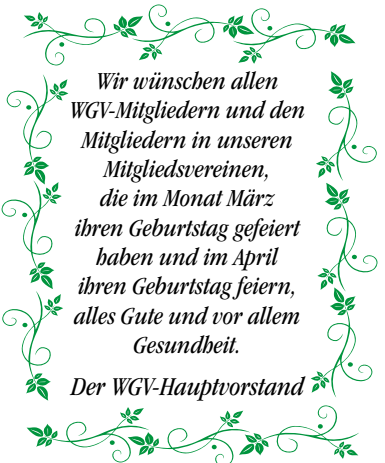 Wir wünschen allen
WGV-Mitgliedern und den
Mitgliedern in unseren
Mitgliedsvereinen,
die im Monat März
ihren Geburtstag gefeiert
haben und im April
ihren Geburtstag feiern,
alles Gute und vor allem
Gesundheit.
Der WGV-Hauptvorstand